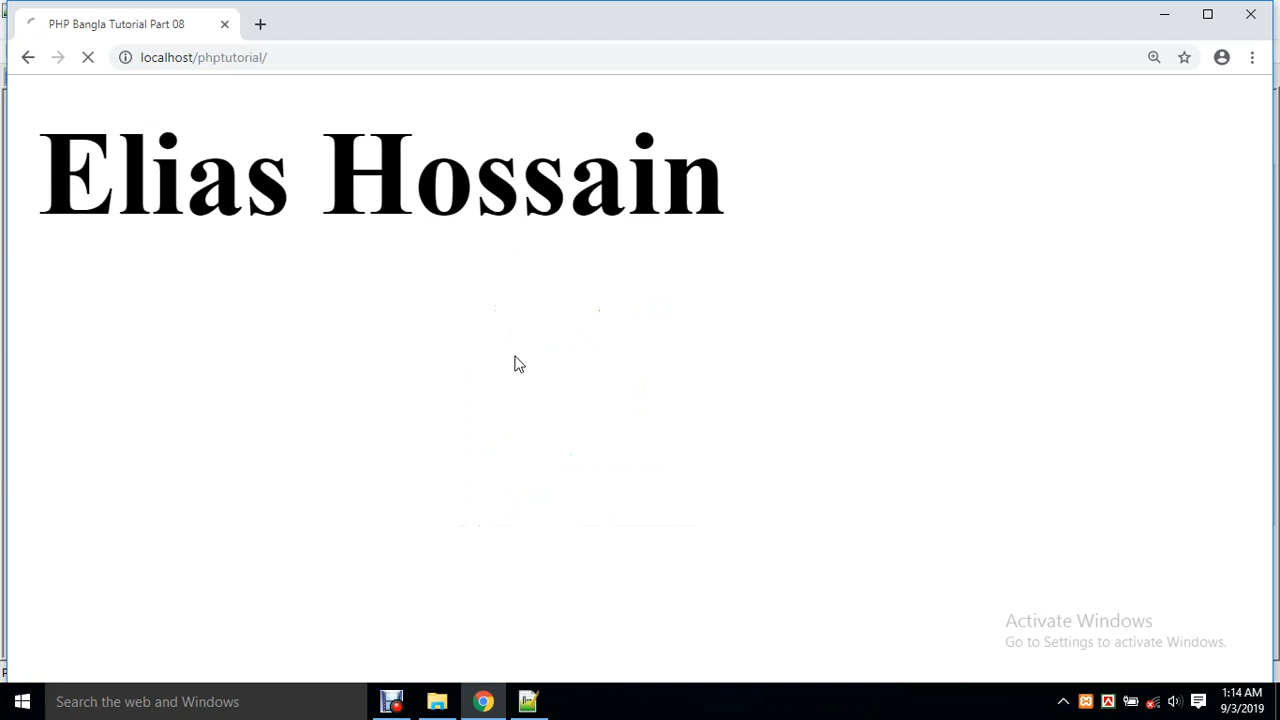 PHP Bangla Tutorial Part 08
localhost/phptutorial/
Elias Hossain
Activate Windows
Go to Settings to activate Windows.
Search the web and Windows
1:14 AM
9/3/2019